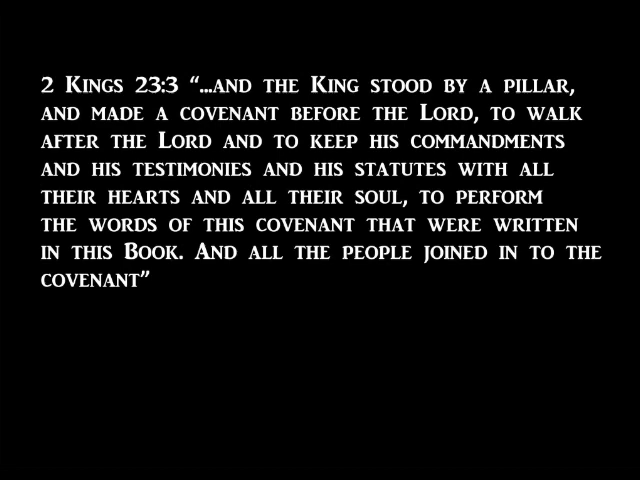 2 Kings 23:3 “...and the King stood by a pillar,
and made a covenant before the Lord, to walk
after the Lord and to keep his commandments
and his testimonies and his statutes with all
their hearts and all their soul, to perform
the words of this covenant that were written
in this Book. And all the people joined in to the
covenant”